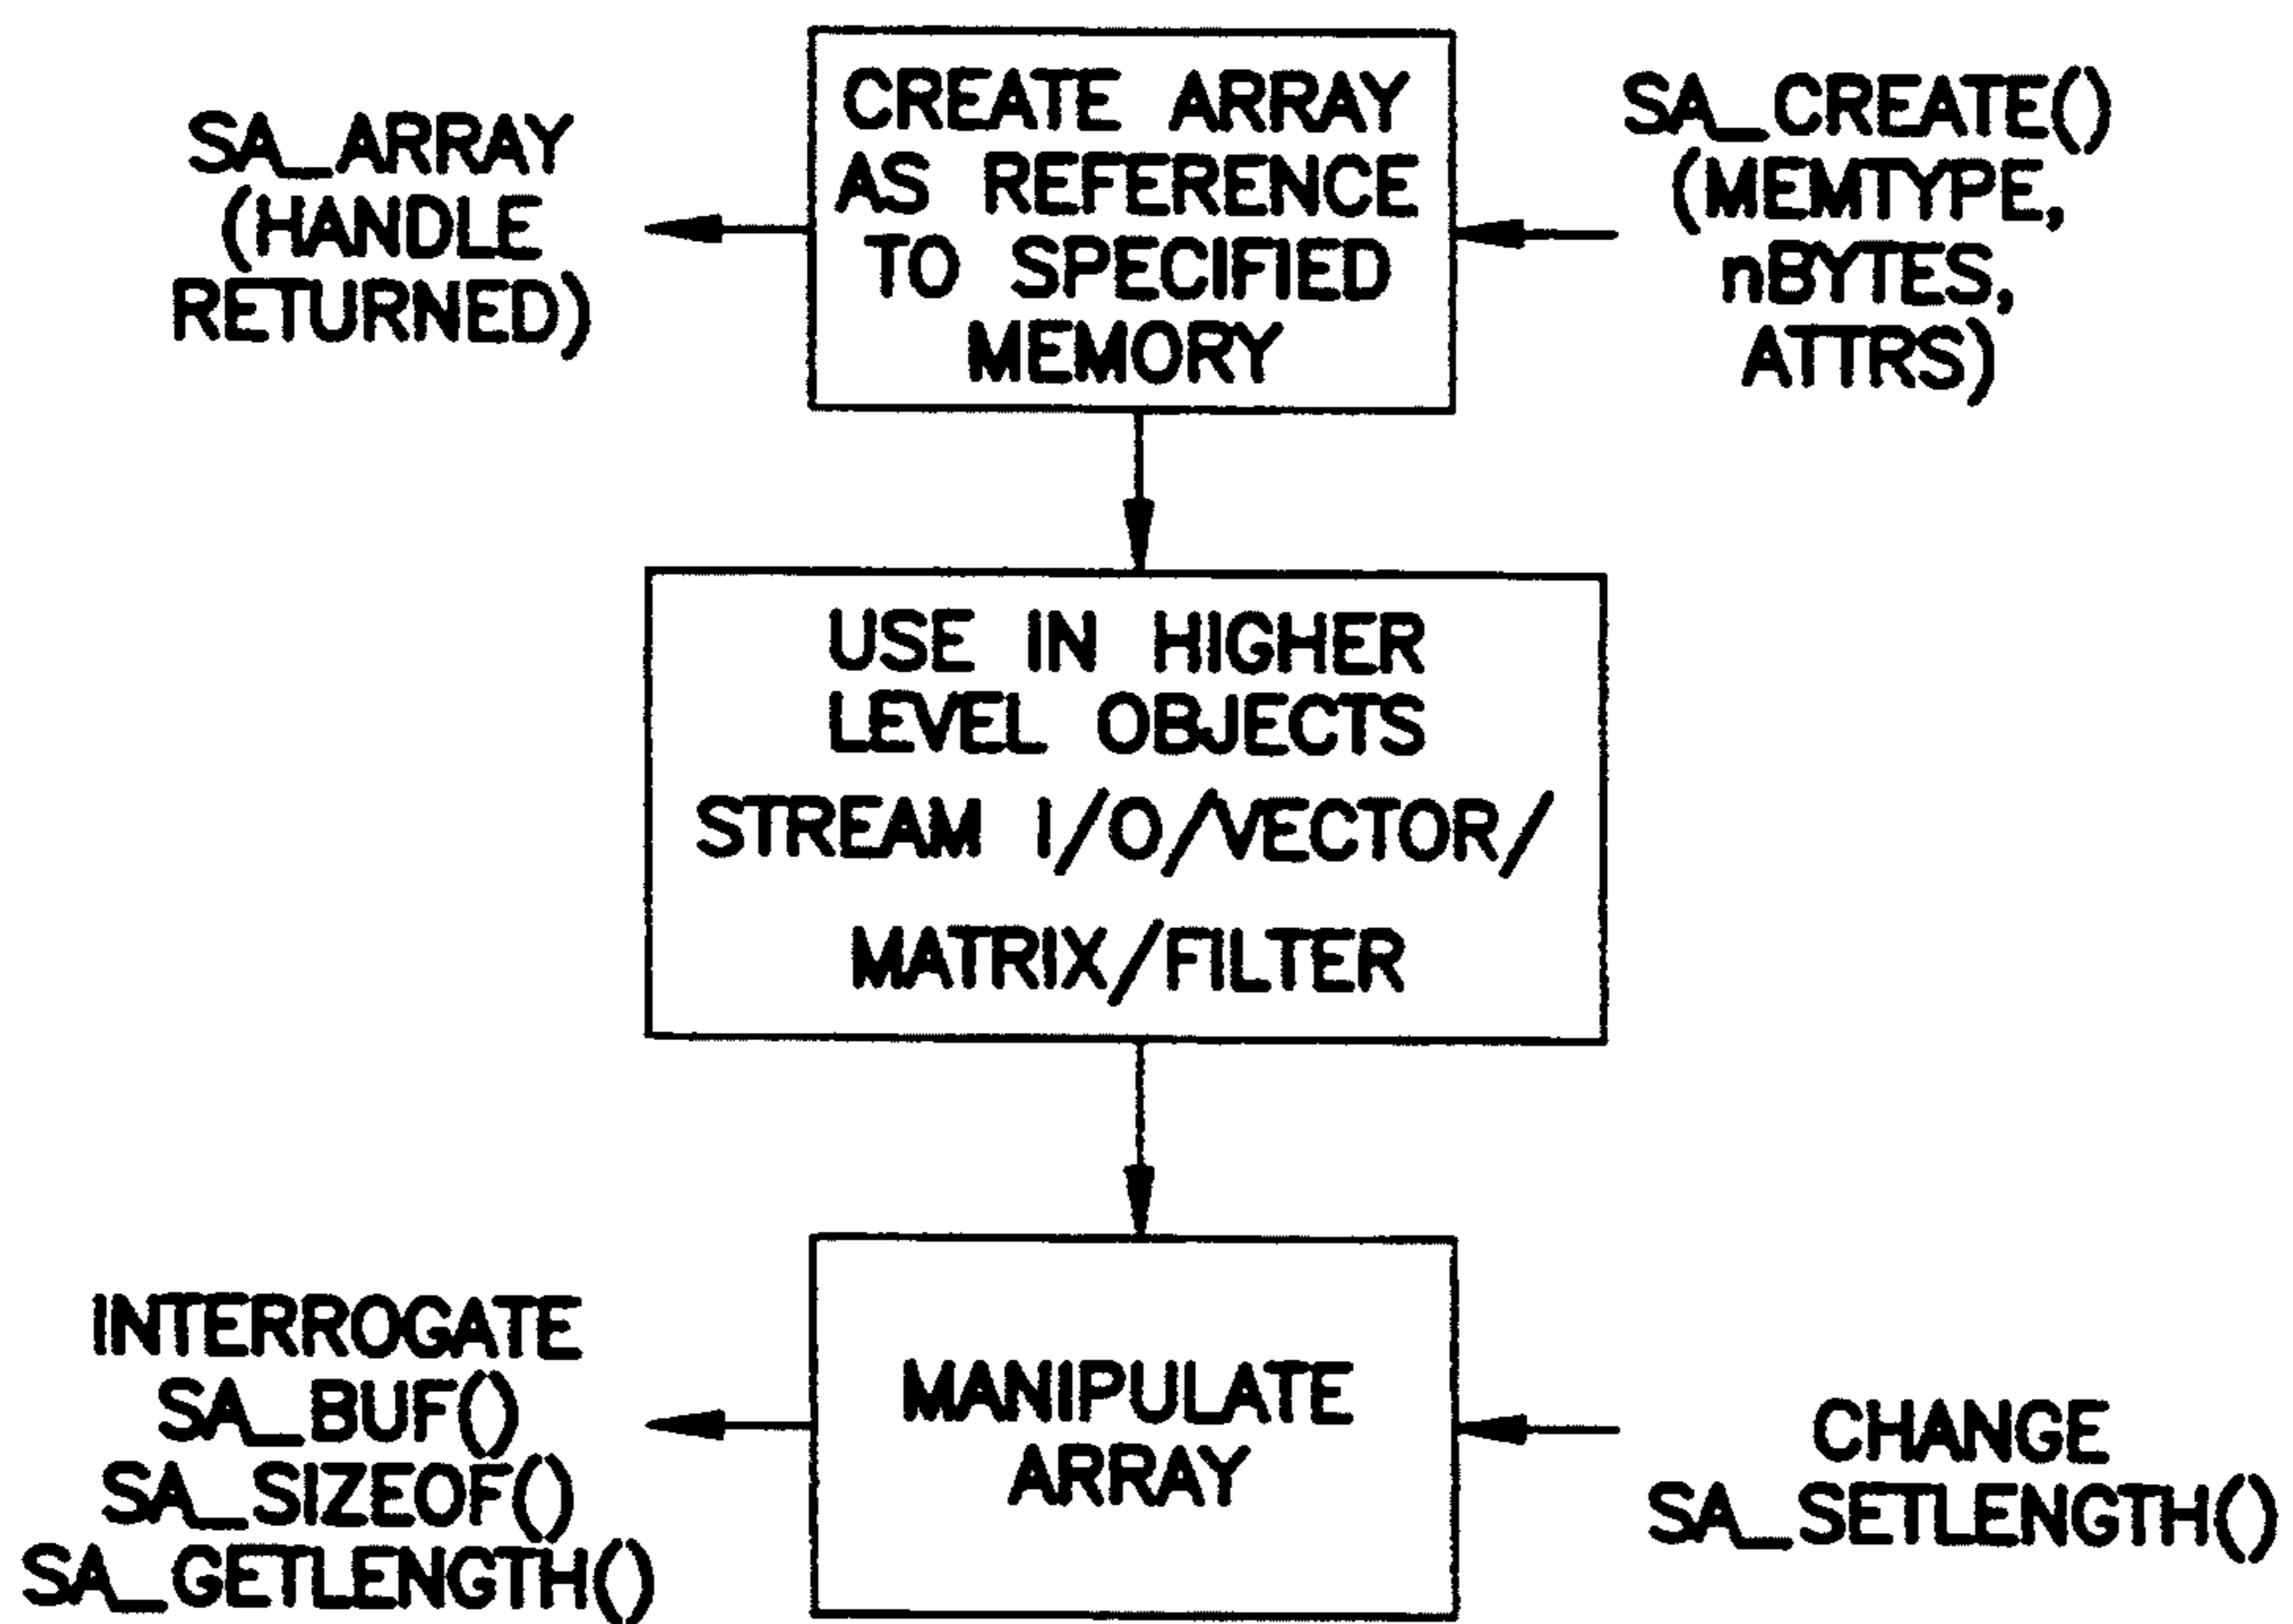 SA_ARRAY
(HANDLE
RETURNED)
CREATE ARRAY
AS REFERENCE
TO SPECIFIED
MEMORY
SA_CREATE()
(MEMTYPE,
nBYTES,
ATTRS)
USE IN HIGHER
LEVEL OBJECTS
STREAM I/O/VECTOR/
MATRIX/FILTER
INTERROGATE
SA_BUF()
SA_SIZEOF()
SA_GETLENGTH()
MANIPULATE
ARRAY
CHANGE
SA_SETLENGTH()